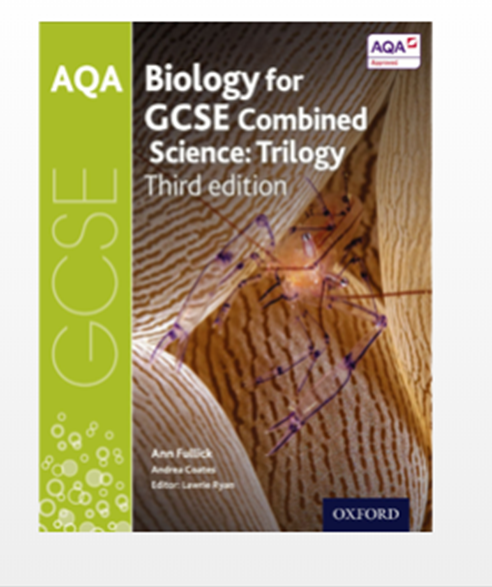 AQA
Biology for
GCSE Combined
Science: Trilogy
Third edition
AQA
Approved
GCSE
Ann Fullick
Andrea Coates
Editor: Lawrie Ryan
OXFORD